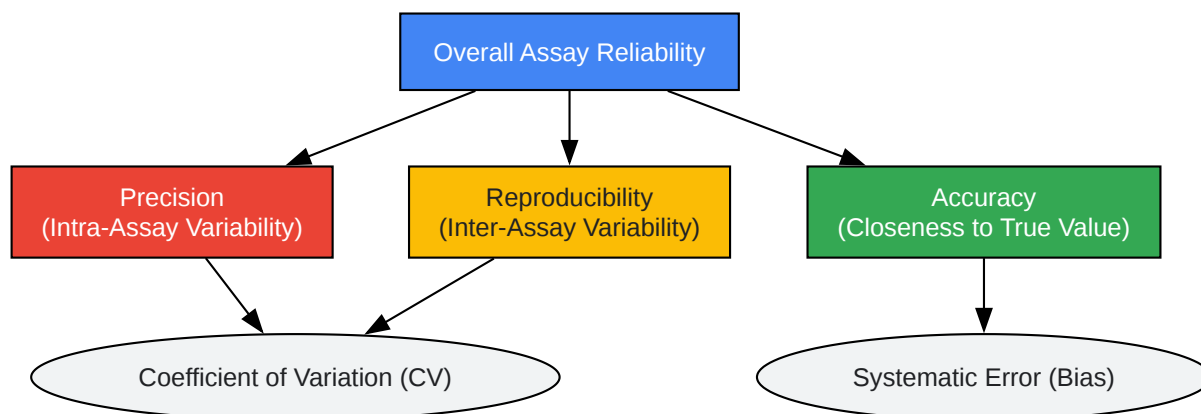 Overall Assay Reliability
Precision
(Intra-Assay Variability)
Reproducibility
(Inter-Assay Variability)
Accuracy
(Closeness to True Value)
Coefficient of Variation (CV)
Systematic Error (Bias)